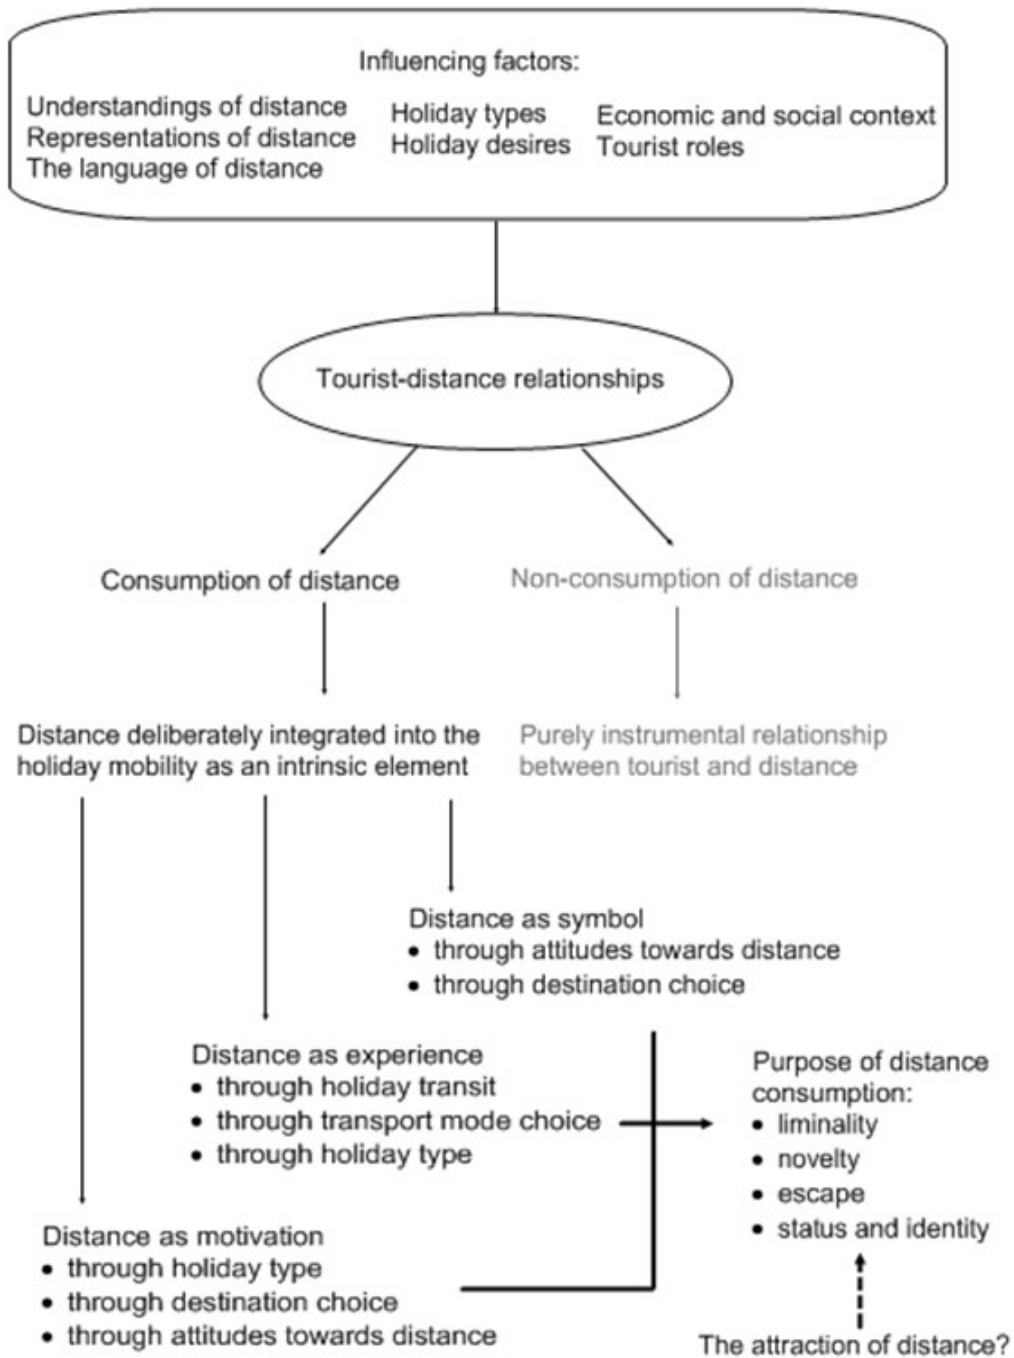 Influencing factors:
Understandings of distance
Representations of distance
The language of distance
Holiday types
Holiday desires
Economic and social context
Tourist roles
Tourist-distance relationships
Consumption of distance
Non-consumption of distance
Distance deliberately integrated into the
holiday mobility as an intrinsic element
Purely instrumental relationship
between tourist and distance
Distance as symbol
• through attitudes towards distance
• through destination choice
Distance as experience
• through holiday transit
• through transport mode choice
• through holiday type
Purpose of distance
consumption:
• liminality
• novelty
• escape
• status and identity
Distance as motivation
• through holiday type
• through destination choice
• through attitudes towards distance
The attraction of distance?